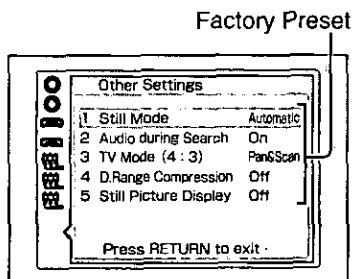 Factory Preset
Other Settings
1 Still Mode Automatic
2 Audio during Search On
3 TV Mode (4 : 3) Pan&Scan
4 D.Range Compression Off
5 Still Picture Display Off
Press RETURN to exit ·